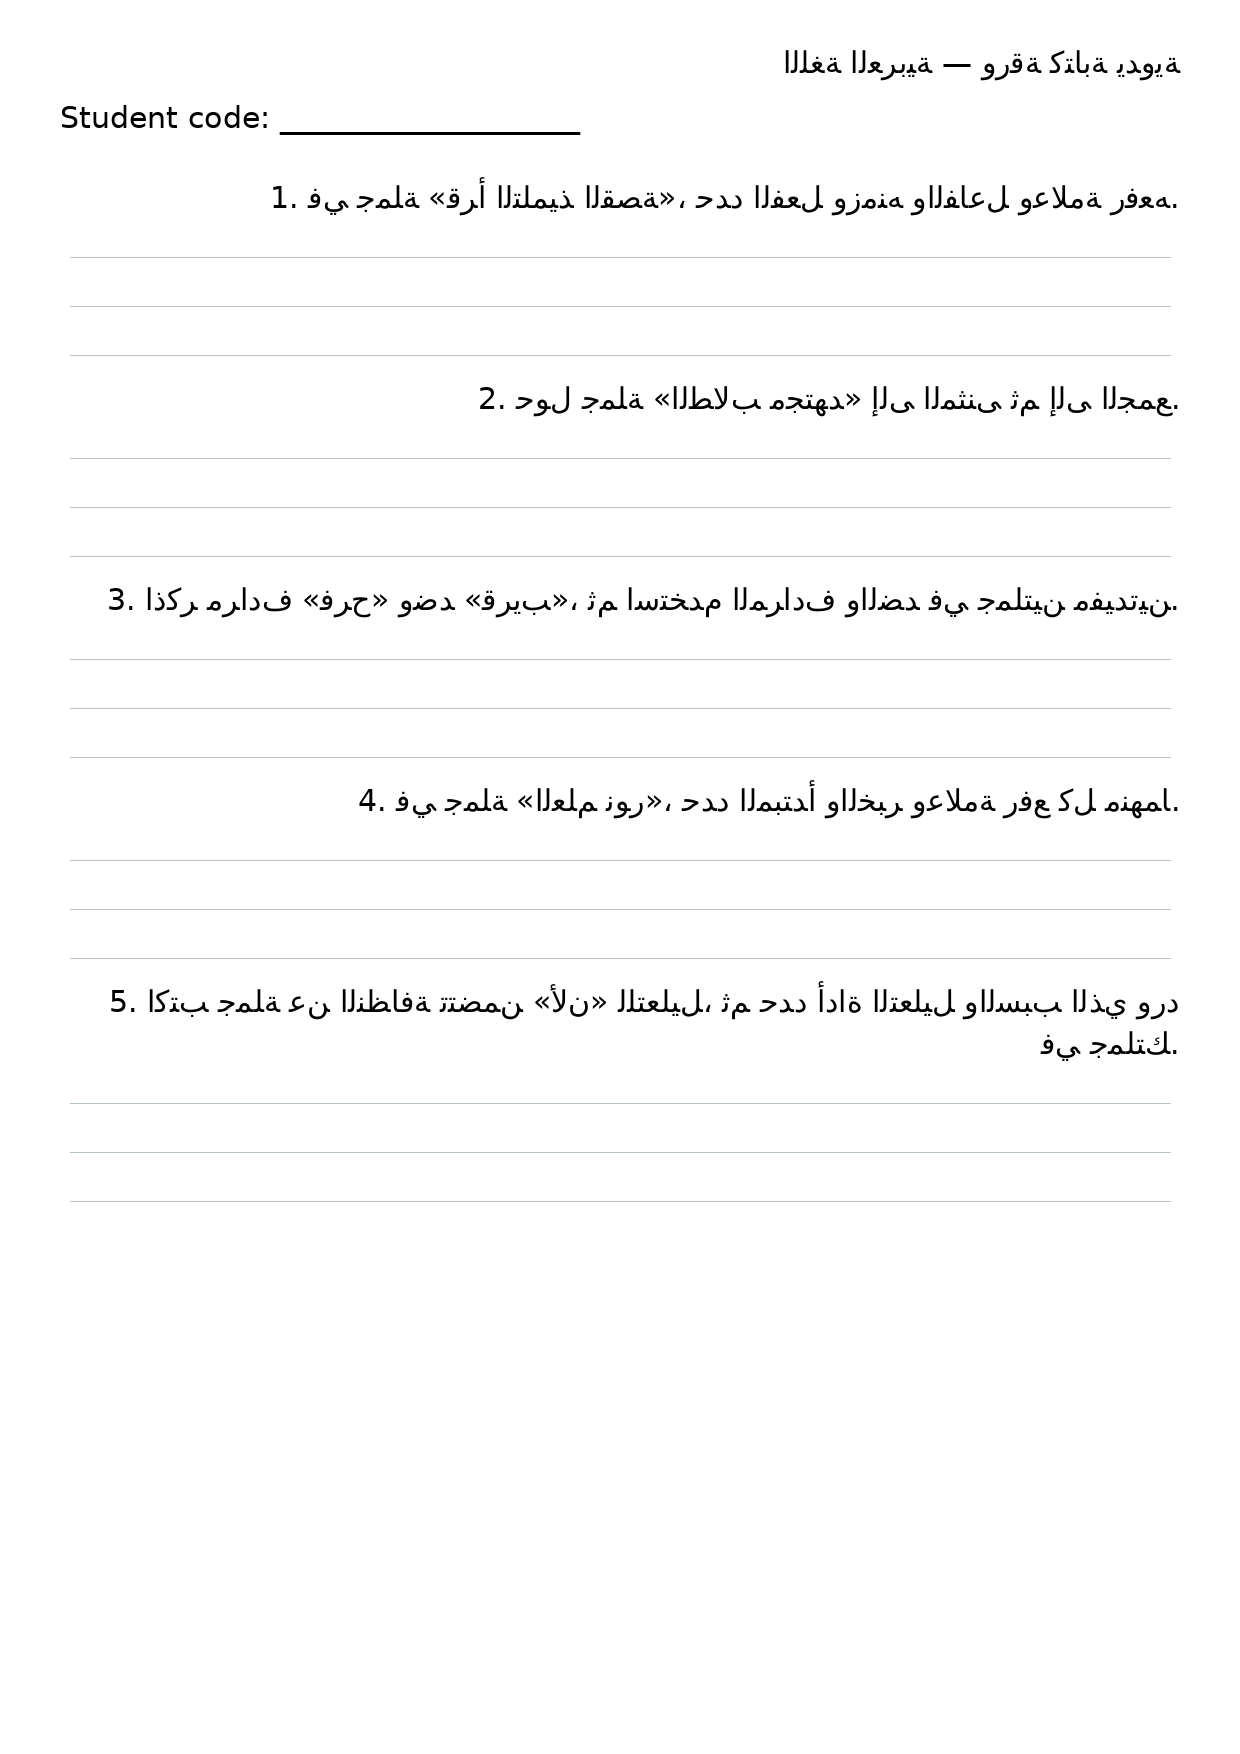 اللغة العربية — ورقة كتابة يدوية
Student code: ____________________
1. في جملة «قرأ التلميذ القصة»، حدد الفعل وزمنه والفاعل وعلامة رفعه.
2. حول جملة «الطالب مجتهد» إلى المثنى ثم إلى الجمع.
3. اذكر مرادف «فرح» وضد «قريب»، ثم استخدم المرادف والضد في جملتين مفيدتين.
4. في جملة «العلم نور»، حدد المبتدأ والخبر وعلامة رفع كل منهما.
5. اكتب جملة عن النظافة تتضمن «لأن» للتعليل، ثم حدد أداة التعليل والسبب الذي ورد
في جملتك.